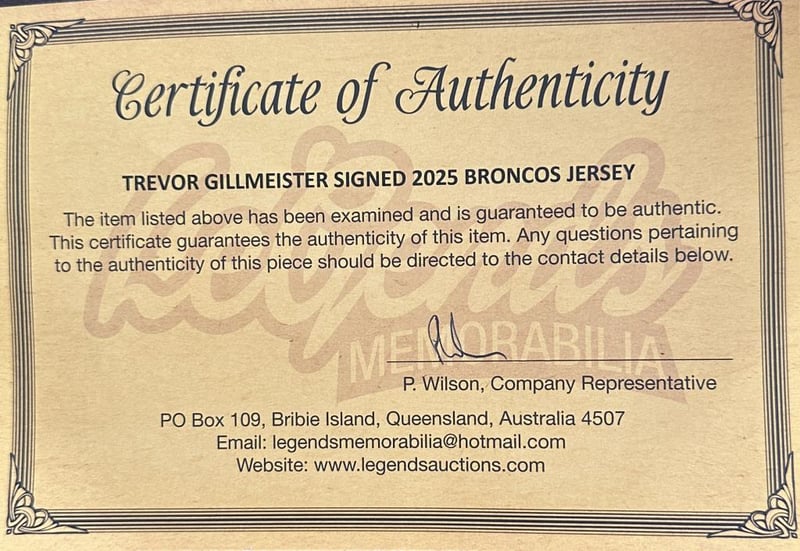 Certificate of Authenticity
TREVOR GILLMEISTER SIGNED 2025 BRONCOS JERSEY
The item listed above has been examined and is guaranteed to be authentic.
This certificate guarantees the authenticity of this item. Any questions pertaining
to the authenticity of this piece should be directed to the contact details below.
Legends
MEMORABILIA
P. Wilson, Company Representative
PO Box 109, Bribie Island, Queensland, Australia 4507
Email: legendsmemorabilia@hotmail.com
Website: www.legendsauctions.com